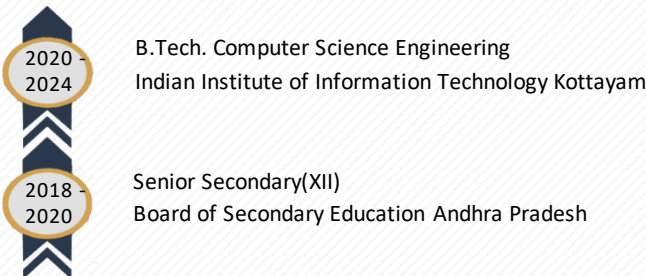 2020 -
2024
B.Tech. Computer Science Engineering
Indian Institute of Information Technology Kottayam
2018 -
2020
Senior Secondary(XII)
Board of Secondary Education Andhra Pradesh